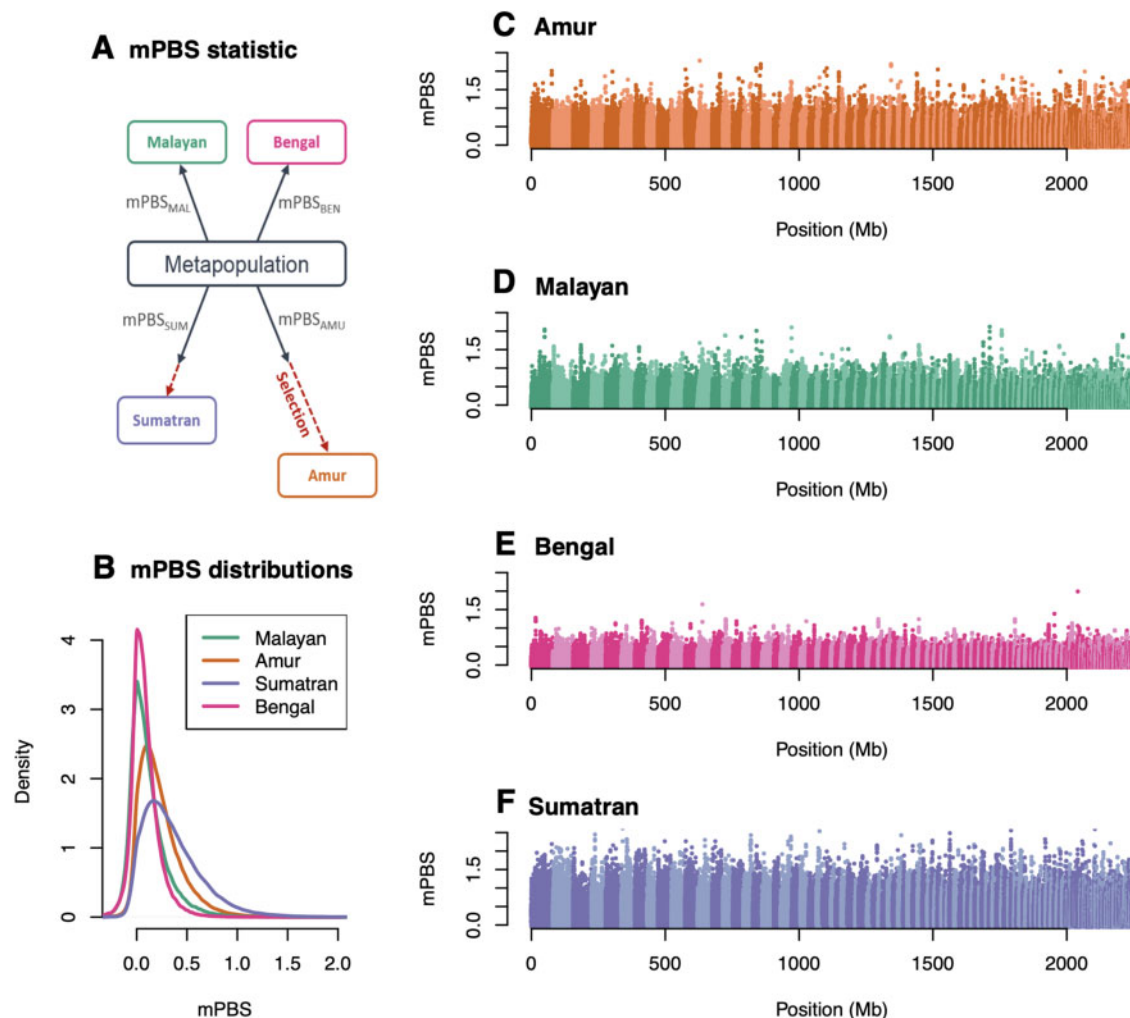 A mPBS statistic
Malayan
Bengal
mPBSMAL
mPBSBEN
Metapopulation
mPBSSUM
mPBSAMU
Selection
Sumatran
Amur
B mPBS distributions
Malayan
Amur
Sumatran
Bengal
Density
0
1
2
3
4
0.0 0.5 1.0 1.5 2.0
mPBS
C Amur
mPBS
0.0 1.5
0 500 1000 1500 2000
Position (Mb)
D Malayan
mPBS
0.0 1.5
0 500 1000 1500 2000
Position (Mb)
E Bengal
mPBS
0.0 1.5
0 500 1000 1500 2000
Position (Mb)
F Sumatran
mPBS
0.0 1.5
0 500 1000 1500 2000
Position (Mb)